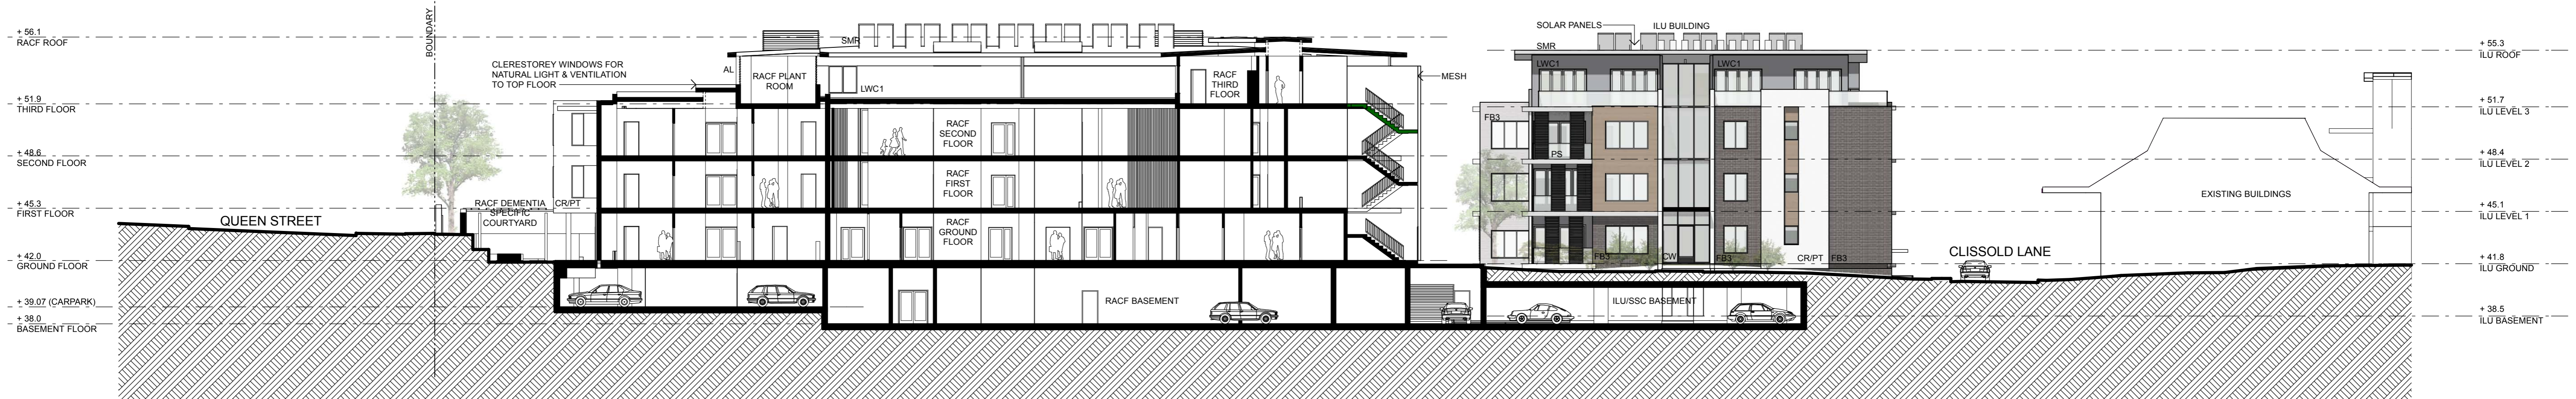 + 56.1
RACF ROOF
+ 51.9
THIRD FLOOR
+ 48.6
SECOND FLOOR
+ 45.3
FIRST FLOOR
+ 42.0
GROUND FLOOR
+ 39.07 (CARPARK)
+ 38.0
BASEMENT FLOOR
BOUNDARY
QUEEN STREET
CLERESTOREY WINDOWS FOR
NATURAL LIGHT & VENTILATION
TO TOP FLOOR
RACF DEMENTIA
SPECIFIC
COURTYARD
CR/PT
AL
RACF PLANT
ROOM
SMR
LWC1
RACF
THIRD
FLOOR
RACF
SECOND
FLOOR
RACF
FIRST
FLOOR
RACF
GROUND
FLOOR
RACF BASEMENT
MESH
SOLAR PANELS
ILU BUILDING
SMR
LWC1
LWC1
FB3
PS
FB3
CW
FB3
CR/PT
FB3
ILU/SSC BASEMENT
CLISSOLD LANE
EXISTING BUILDINGS
+ 55.3
ILU ROOF
+ 51.7
ILU LEVEL 3
+ 48.4
ILU LEVEL 2
+ 45.1
ILU LEVEL 1
+ 41.8
ILU GROUND
+ 38.5
ILU BASEMENT